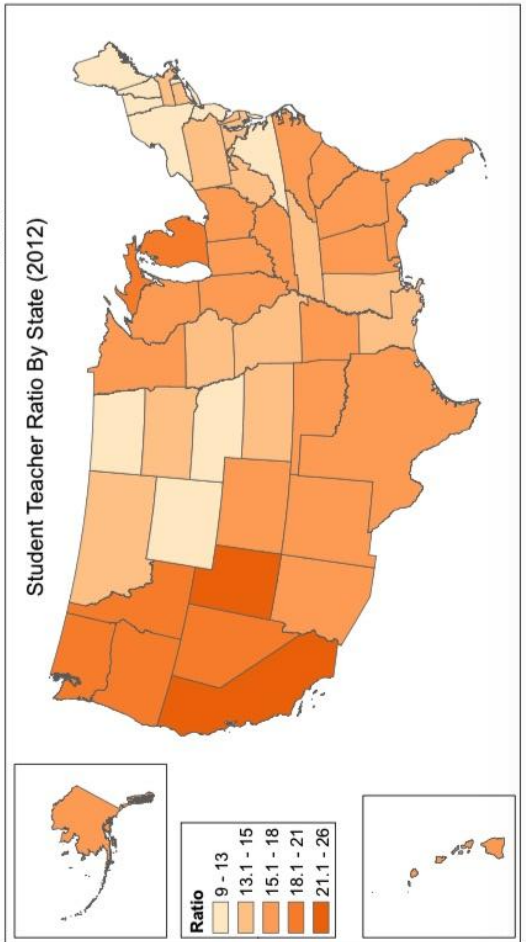 Student Teacher Ratio By State (2012)
Ratio
9 - 13
13.1 - 15
15.1 - 18
18.1 - 21
21.1 - 26